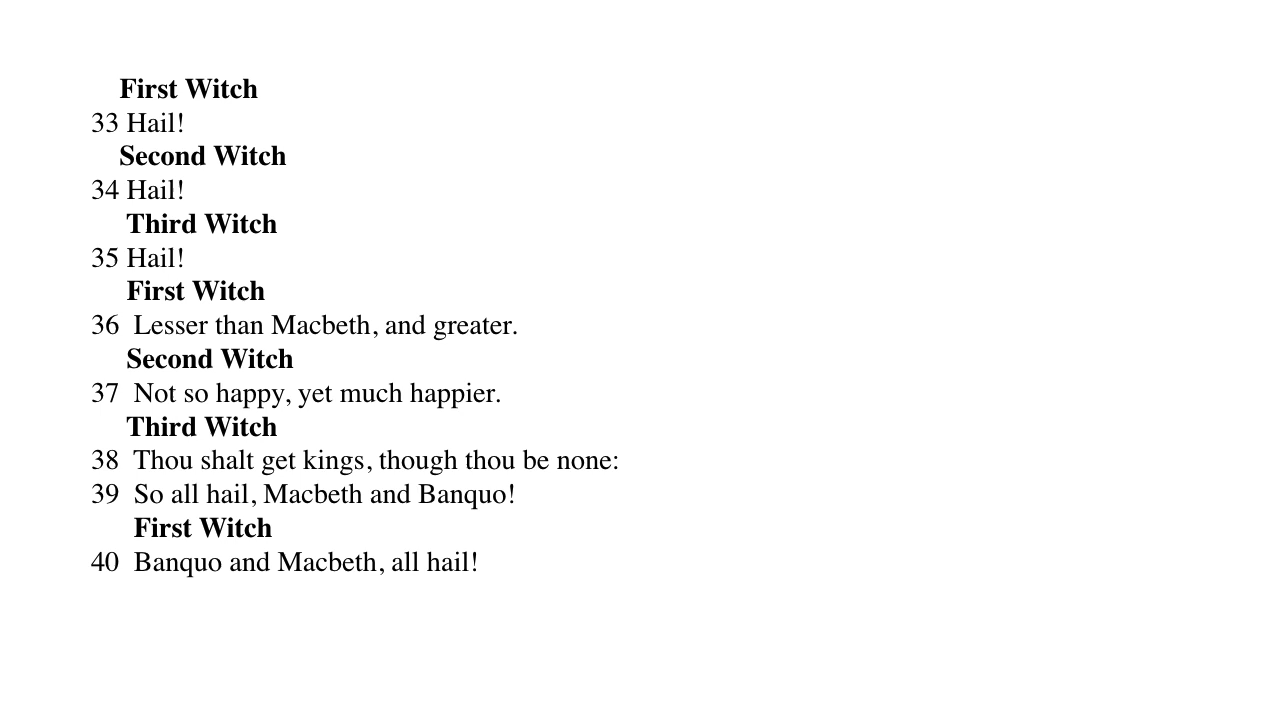 First Witch
33 Hail!
Second Witch
34 Hail!
Third Witch
35 Hail!
First Witch
36 Lesser than Macbeth, and greater.
Second Witch
37 Not so happy, yet much happier.
Third Witch
38 Thou shalt get kings, though thou be none:
39 So all hail, Macbeth and Banquo!
First Witch
40 Banquo and Macbeth, all hail!